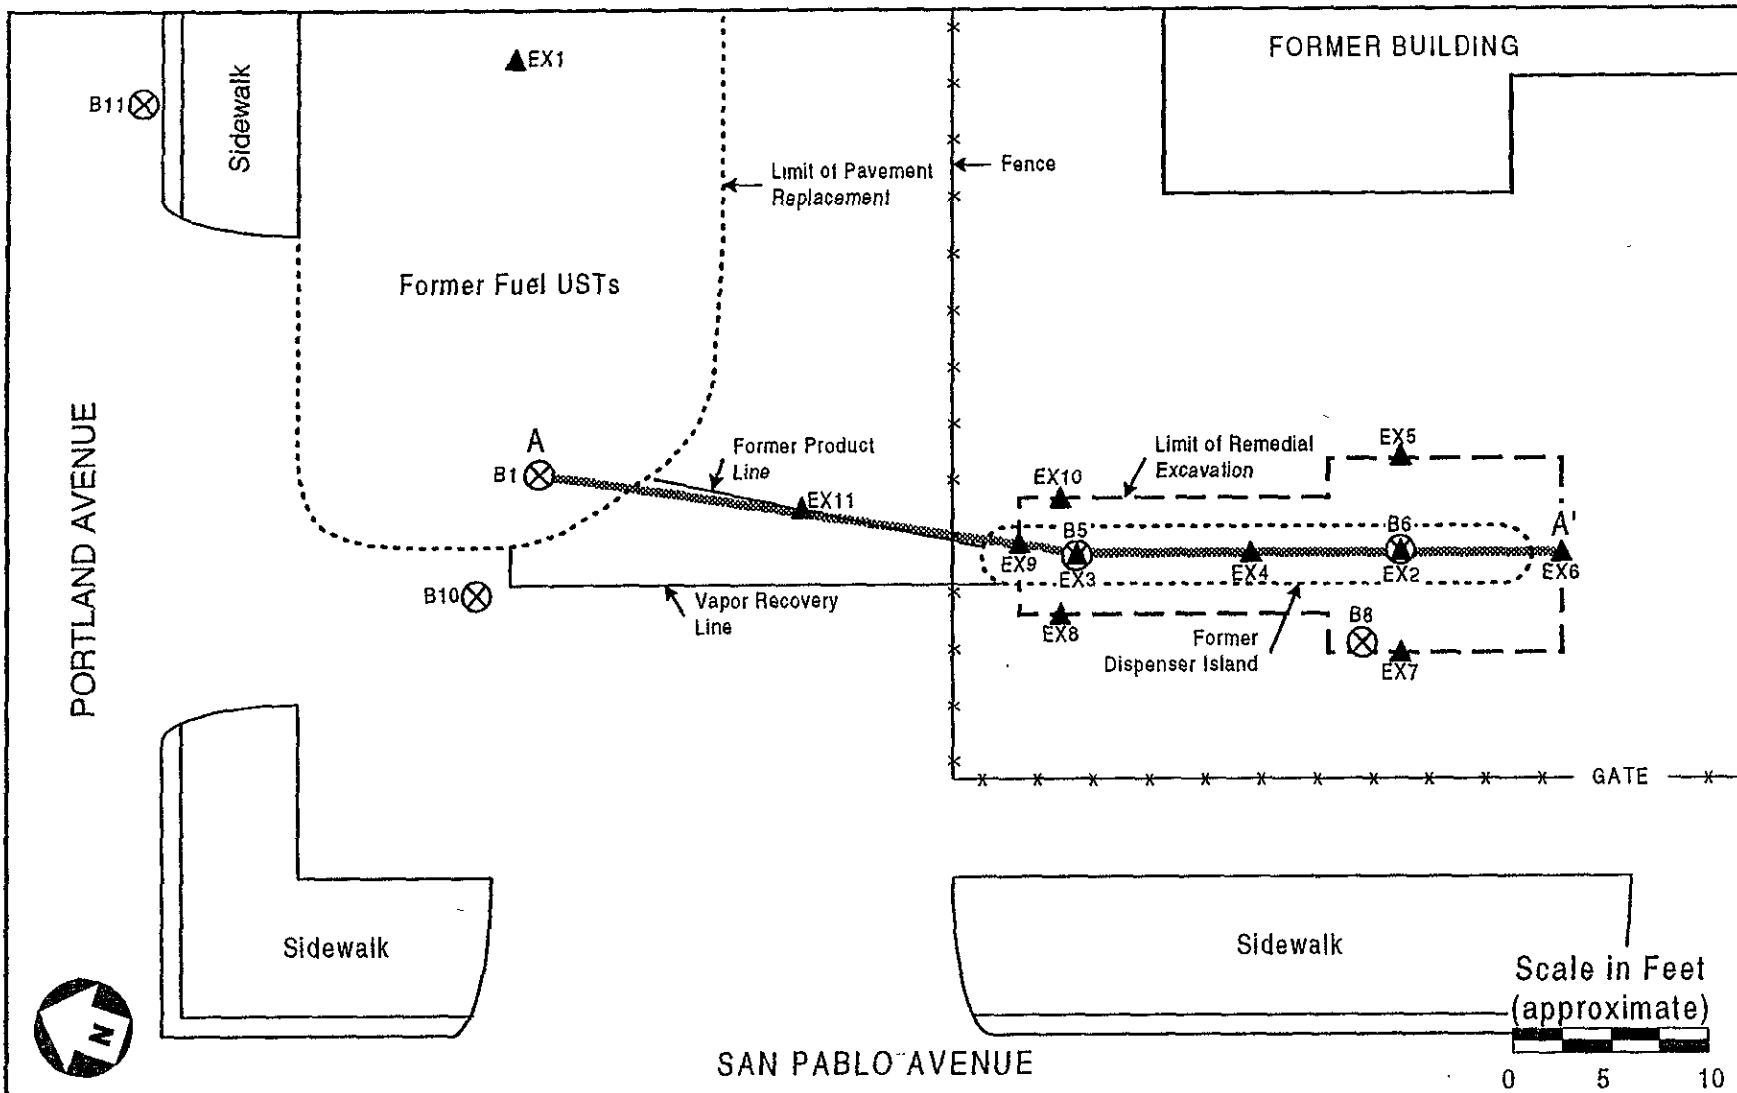 FORMER BUILDING
EX1
B11
Sidewalk
Fence
Limit of Pavement
Replacement
Former Fuel USTs
PORTLAND AVENUE
A
B1
Former Product
Line
EX11
EX10
Limit of Remedial
Excavation
EX5
A'
B5
B6
EX9
EX3
EX4
EX2
EX6
B10
Vapor Recovery
Line
EX8
Former
Dispenser Island
B8
EX7
GATE
Sidewalk
Sidewalk
Scale in Feet
(approximate)
0 5 10
N
SAN PABLO AVENUE